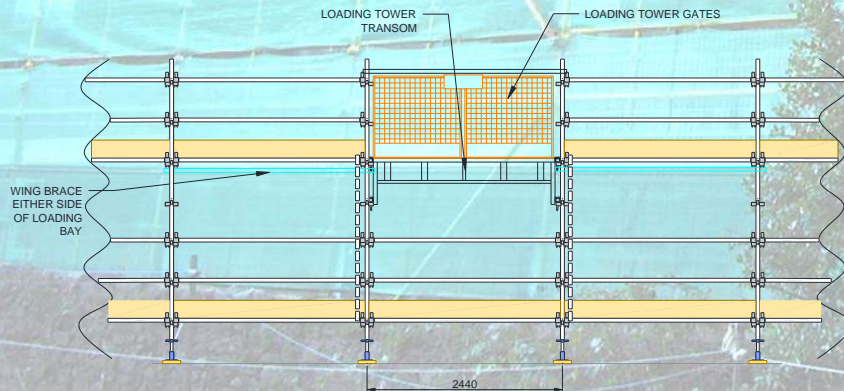 LOADING TOWER
TRANSOM
LOADING TOWER GATES
WING BRACE
EITHER SIDE
OF LOADING
BAY
2440